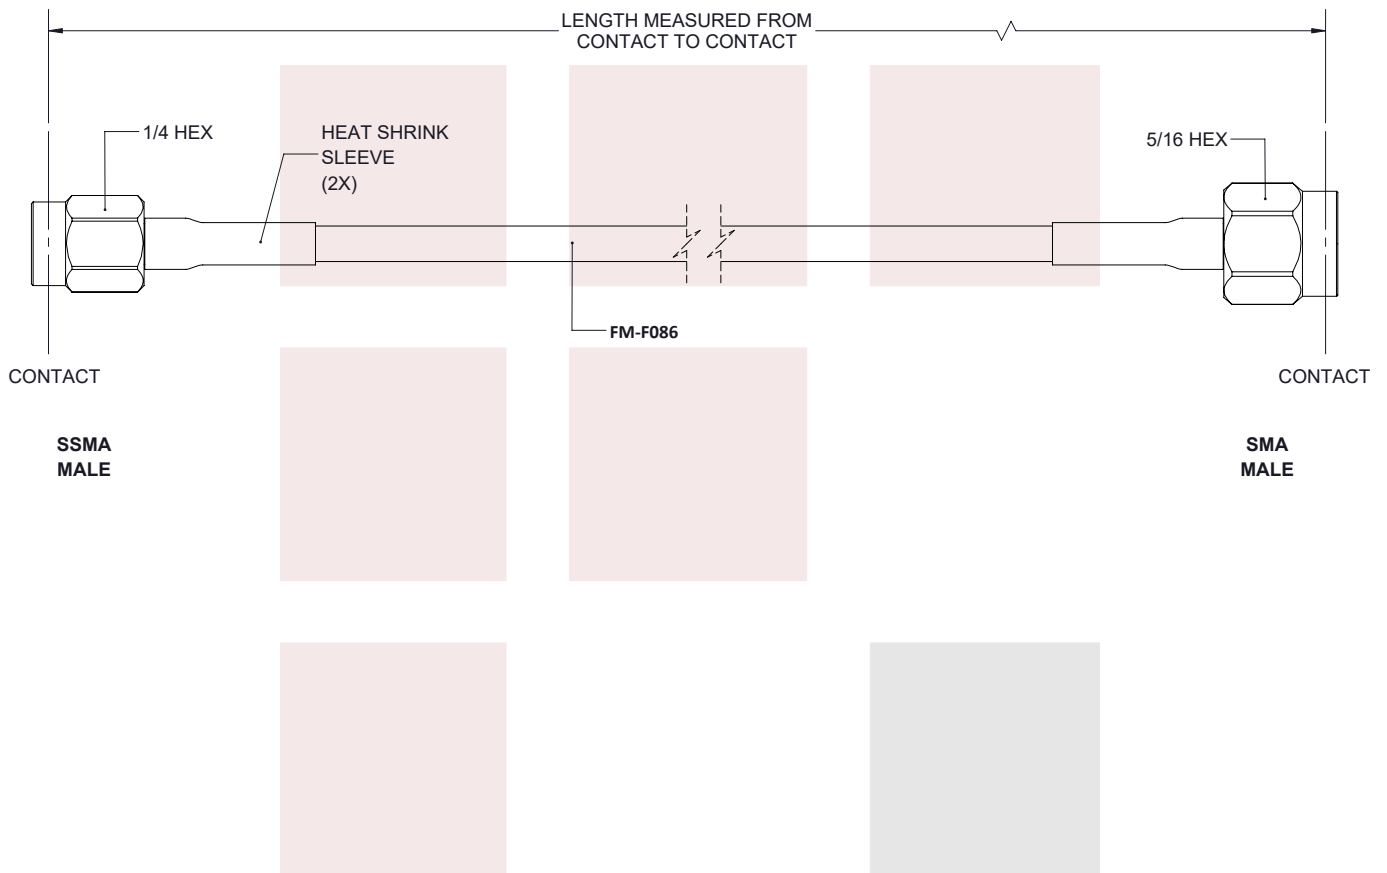 LENGTH MEASURED FROM
CONTACT TO CONTACT
1/4 HEX
HEAT SHRINK
SLEEVE
(2X)
5/16 HEX
FM-F086
CONTACT
CONTACT
SSMA
MALE
SMA
MALE